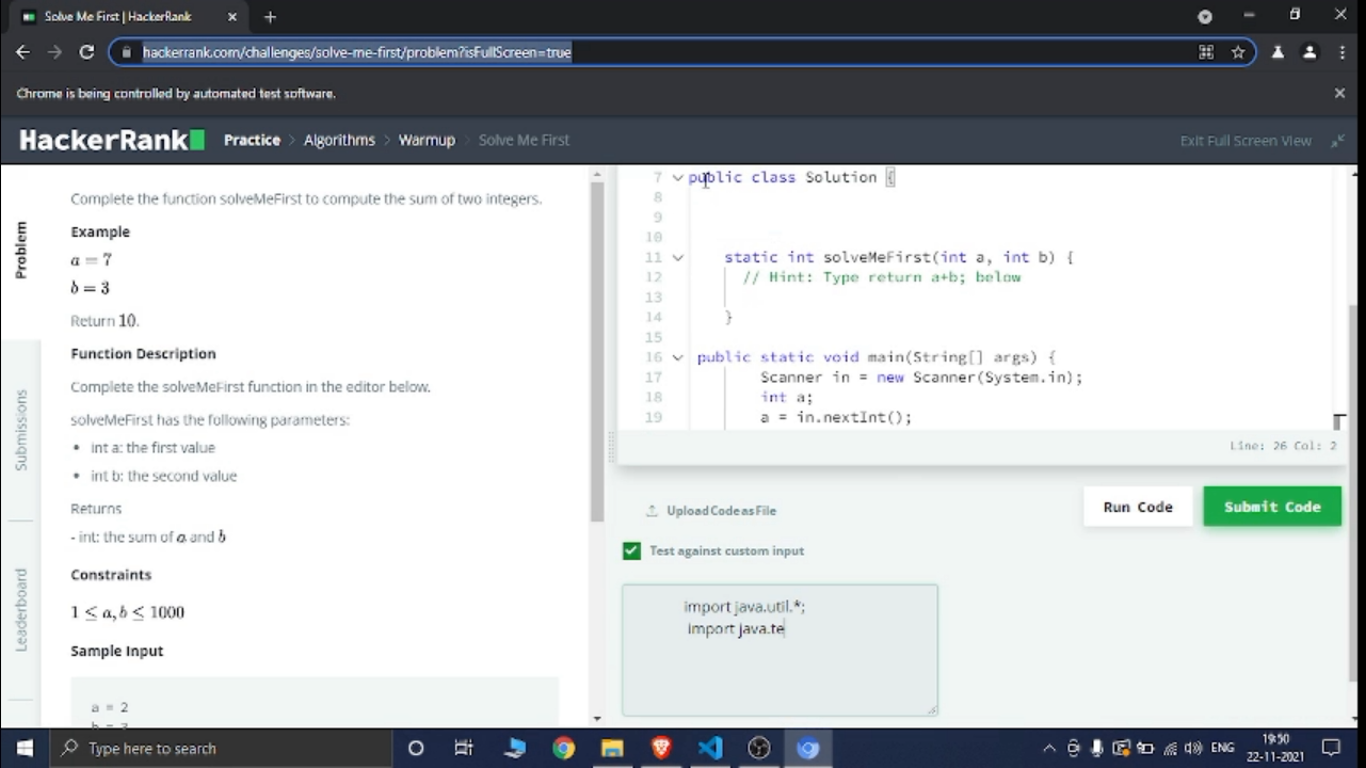 Solve Me First | HackerRank
hackerrank.com/challenges/solve-me-first/problem?isFullScreen=true
Chrome is being controlled by automated test software.
HackerRank Practice > Algorithms > Warmup > Solve Me First
Exit Full Screen View
Problem
Submissions
Leaderboard
Complete the function solveMeFirst to compute the sum of two integers.
Example
a = 7
b = 3
Return 10.
Function Description
Complete the solveMeFirst function in the editor below.
solveMeFirst has the following parameters:
• int a: the first value
• int b: the second value
Returns
- int: the sum of a and b
Constraints
1 ≤ a, b ≤ 1000
Sample Input
a = 2
b = 3
7 public class Solution {
8
9
10
11 static int solveMeFirst(int a, int b) {
12 // Hint: Type return a+b; below
13
14 }
15
16 public static void main(String[] args) {
17 Scanner in = new Scanner(System.in);
18 int a;
19 a = in.nextInt();
Line: 26 Col: 2
Upload Code as File
Run Code
Submit Code
Test against custom input
import java.util.*;
import java.te
Type here to search
ENG
19:50
22-11-2021